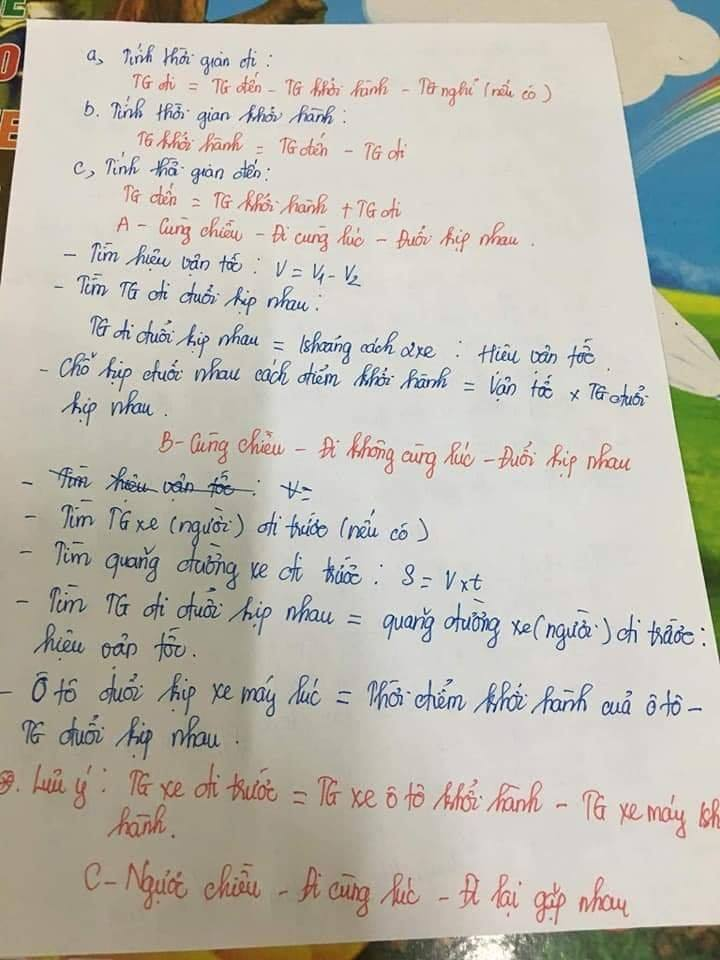 a, Tính thời gian đi :
TG đi = TG đến - TG khởi hành - TG nghỉ (nếu có)
b. Tính thời gian khởi hành :
TG khởi hành = TG đến - TG đi
c, Tính thời gian đến :
TG đến = TG khởi hành + TG đi
A - Cùng chiều - Đi cùng lúc - Đuổi kịp nhau .
- Tìm hiệu vận tốc : V = V1 - V2
- Tìm TG đi đuổi kịp nhau :
TG đi đuổi kịp nhau = Khoảng cách 2 xe : Hiệu vận tốc .
- Chỗ kịp đuổi nhau cách điểm khởi hành = Vận tốc x TG đuổi
kịp nhau .
B - Cùng chiều - Đi không cùng lúc - Đuổi kịp nhau
- Tìm hiệu vận tốc : V =
- Tìm TG xe (người) đi trước (nếu có)
- Tìm quãng đường xe đi trước : S = V x t
- Tìm TG đi đuổi kịp nhau = quãng đường xe (người) đi trước :
hiệu vận tốc .
- Ô tô đuổi kịp xe máy lúc = Thời điểm khởi hành của ô tô -
TG đuổi kịp nhau .
. Lưu ý : TG xe đi trước = TG xe ô tô khởi hành - TG xe máy kh
hành .
C - Ngược chiều - Đi cùng lúc - Đi lại gặp nhau